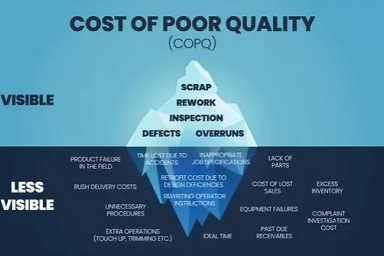 COST OF POOR QUALITY
(COPQ)
VISIBLE
SCRAP
REWORK
INSPECTION
DEFECTS
OVERRUNS
LESS
VISIBLE
PRODUCT FAILURE
IN THE FIELD
TIME LOST DUE TO
ACCIDENTS
INAPPROPRIATE
JOB SPECIFICATIONS
LACK OF
PARTS
RUSH DELIVERY COSTS
RETROFIT COST DUE TO
DESIGN DEFICIENCIES
COST OF LOST
SALES
EXCESS
INVENTORY
REWRITING OPERATOR
INSTRUCTIONS
UNNECESSARY
PROCEDURES
EQUIPMENT FAILURES
COMPLAINT
INVESTIGATION
COST
EXTRA OPERATIONS
(TOUCH UP, TRIMMING ETC.)
IDEAL TIME
PAST DUE
RECEIVABLES